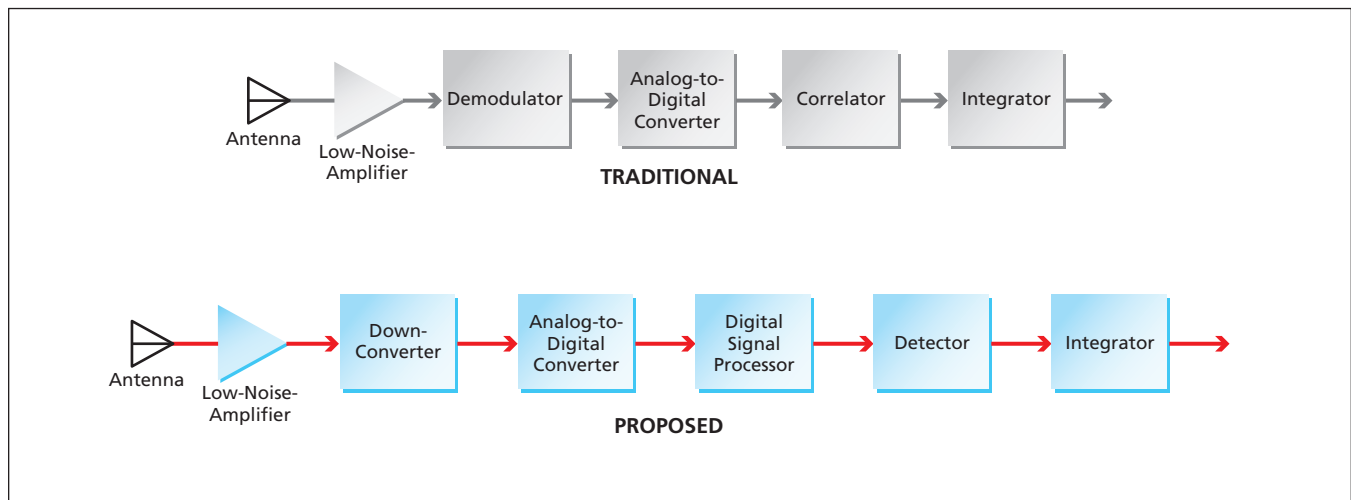 Antenna
Low-Noise-
Amplifier
Demodulator
Analog-to-
Digital
Converter
Correlator
Integrator
TRADITIONAL
Antenna
Low-Noise-
Amplifier
Down-
Converter
Analog-to-
Digital
Converter
Digital
Signal
Processor
Detector
Integrator
PROPOSED